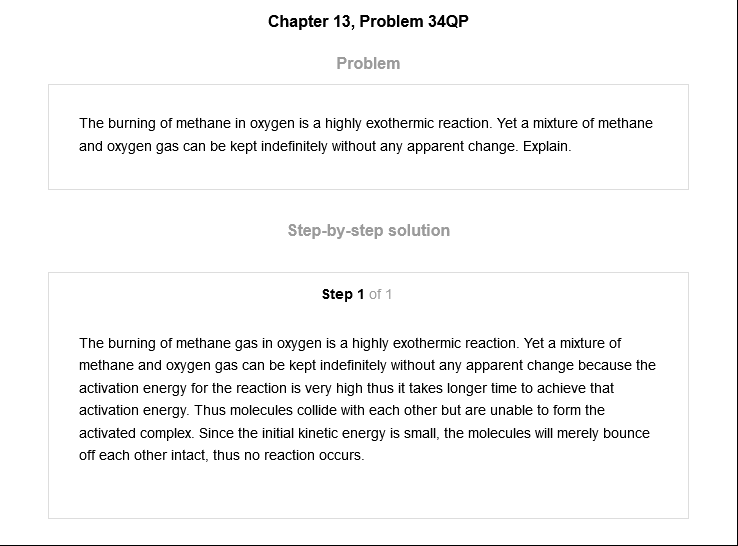 Chapter 13, Problem 34QP
Problem
The burning of methane in oxygen is a highly exothermic reaction. Yet a mixture of methane
and oxygen gas can be kept indefinitely without any apparent change. Explain.
Step-by-step solution
Step 1 of 1
The burning of methane gas in oxygen is a highly exothermic reaction. Yet a mixture of
methane and oxygen gas can be kept indefinitely without any apparent change because the
activation energy for the reaction is very high thus it takes longer time to achieve that
activation energy. Thus molecules collide with each other but are unable to form the
activated complex. Since the initial kinetic energy is small, the molecules will merely bounce
off each other intact, thus no reaction occurs.